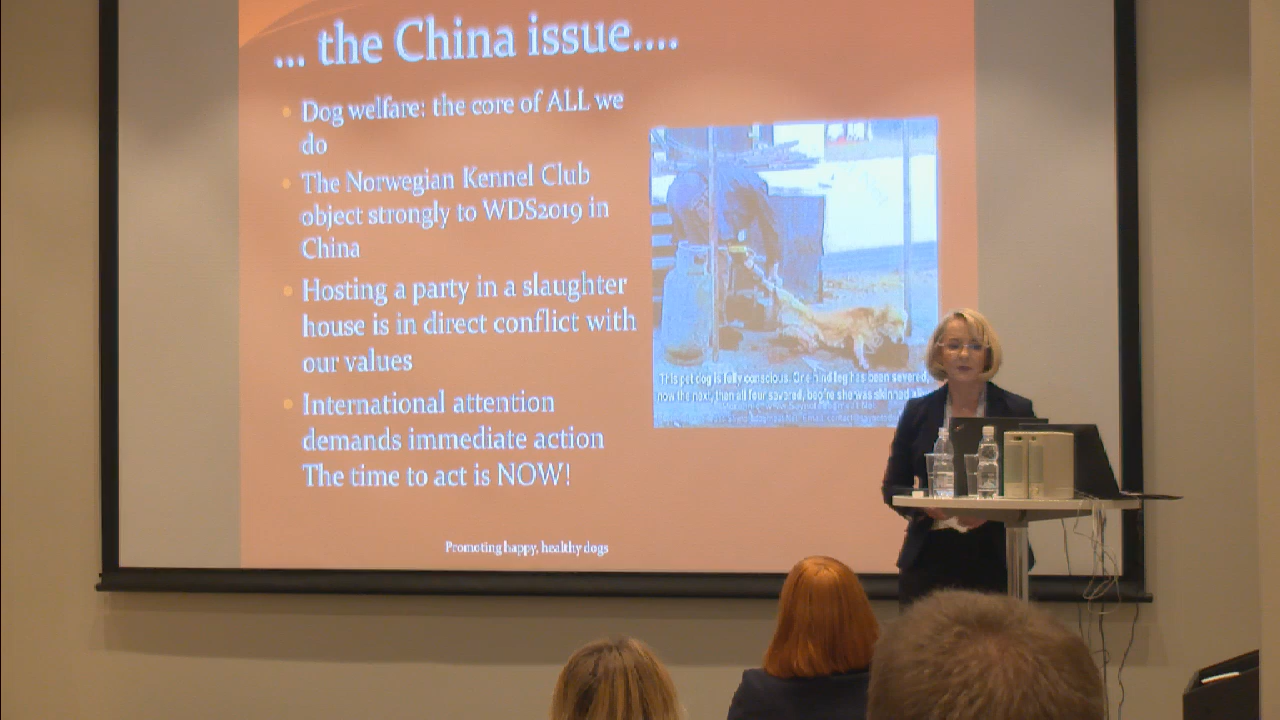 ... the China issue....
Dog welfare: the core of ALL we
do
The Norwegian Kennel Club
object strongly to WDS2019 in
China
Hosting a party in a slaughter
house is in direct conflict with
our values
International attention
demands immediate action
The time to act is NOW!
This pet dog is fully conscious. One hind leg has been severed,
now the next, then all four severed, before she was skinned
Promoting happy, healthy dogs